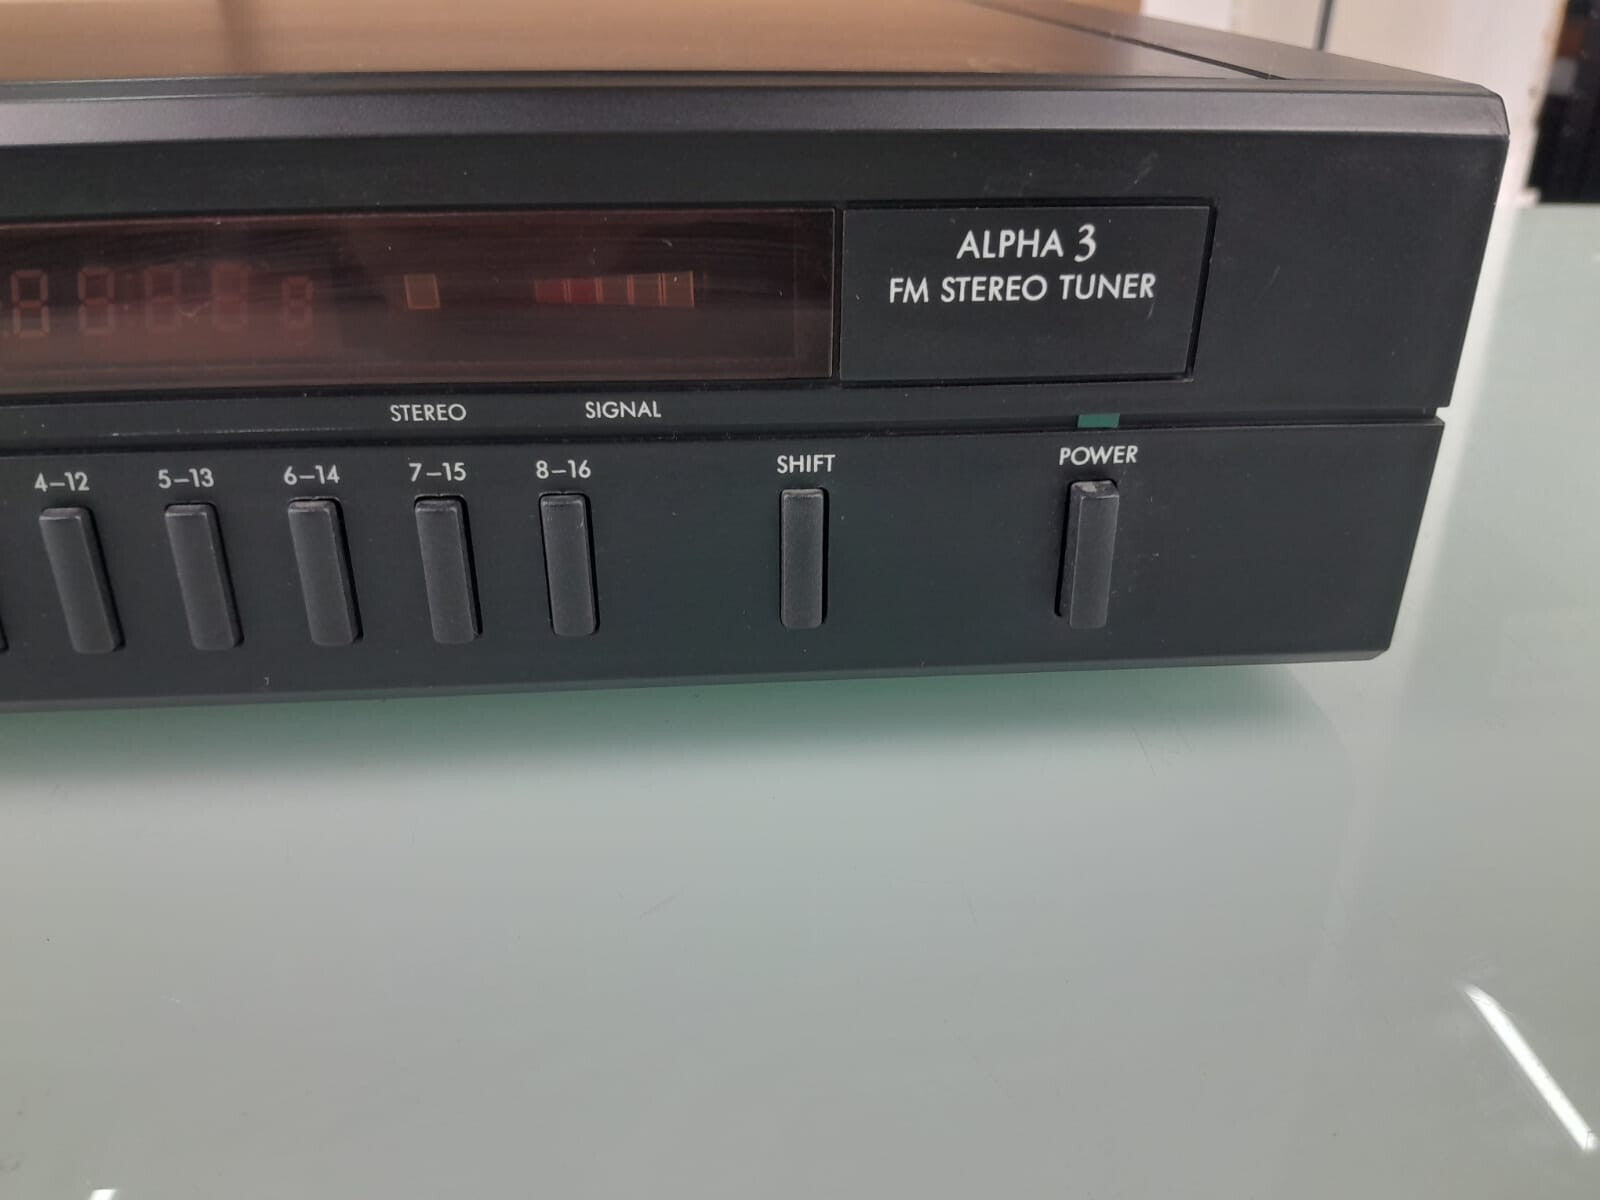 ALPHA 3
FM STEREO TUNER
STEREO SIGNAL
4–12 5–13 6–14 7–15 8–16 SHIFT POWER